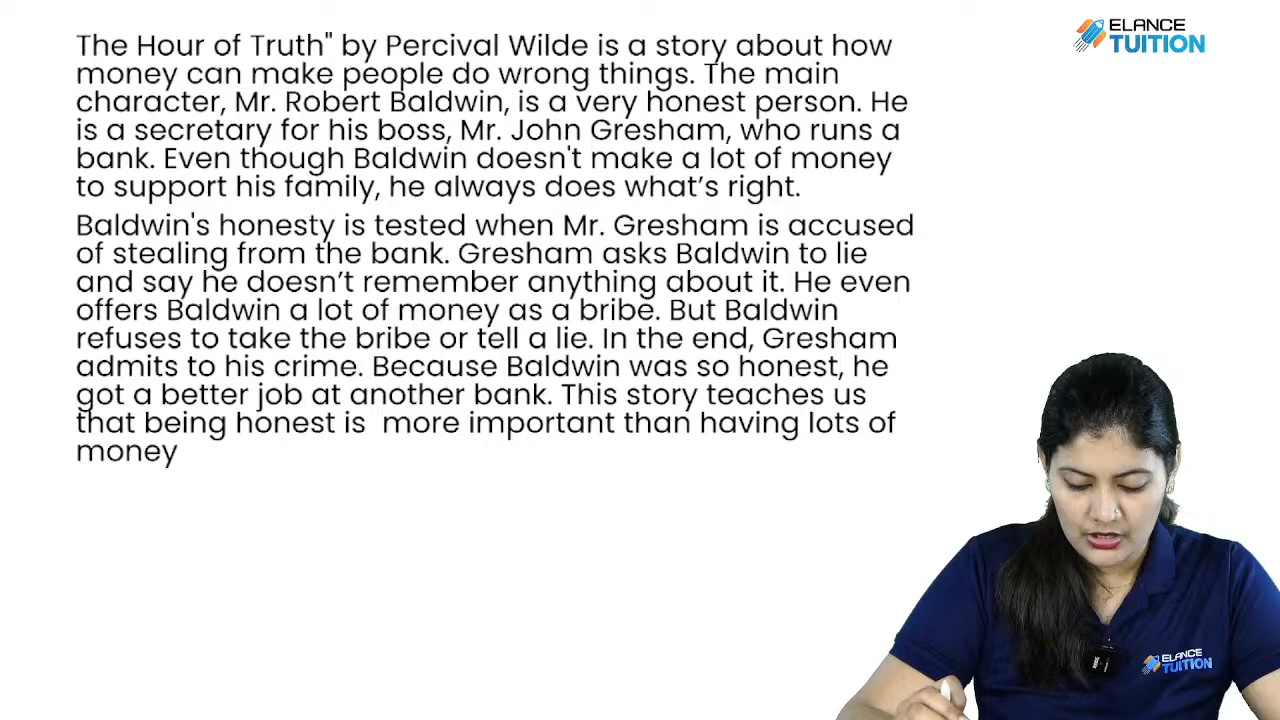 The Hour of Truth" by Percival Wilde is a story about how
money can make people do wrong things. The main
character, Mr. Robert Baldwin, is a very honest person. He
is a secretary for his boss, Mr. John Gresham, who runs a
bank. Even though Baldwin doesn't make a lot of money
to support his family, he always does what’s right.
Baldwin's honesty is tested when Mr. Gresham is accused
of stealing from the bank. Gresham asks Baldwin to lie
and say he doesn’t remember anything about it. He even
offers Baldwin a lot of money as a bribe. But Baldwin
refuses to take the bribe or tell a lie. In the end, Gresham
admits to his crime. Because Baldwin was so honest, he
got a better job at another bank. This story teaches us
that being honest is  more important than having lots of
money
ELANCE
TUITION
ELANCE
TUITION